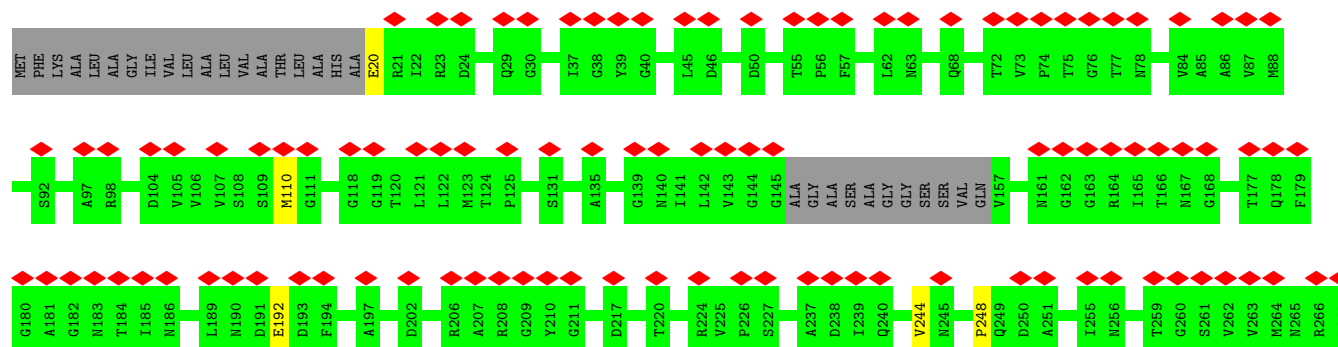 MET PHE LYS ALA LEU ALA GLY ILE VAL LEU ALA LEU VAL ALA THR LEU ALA HIS ALA E20 R21 I22 R23 D24 Q29 G30 I37 G38 Y39 G40 L45 D46 D50 T55 P56 F57 L62 N63 Q68 T72 V73 P74 T75 G76 T77 N78 V84 A85 A86 V87 M88
S92 A97 R98 D104 V105 V106 V107 S108 S109 M110 G111 G118 G119 T120 L121 L122 M123 T124 P125 S131 A135 G139 N140 I141 L142 V143 G144 G145 ALA GLY ALA SER ALA GLY GLY SER SER VAL GLN V157 N161 G162 G163 R164 I165 T166 N167 G168 T177 Q178 F179
G180 A181 G182 N183 T184 I185 N186 L189 N190 D191 E192 D193 F194 A197 D202 R206 A207 R208 G209 Y210 G211 D217 T220 R224 V225 P226 S227 A237 D238 I239 Q240 V244 N245 P248 Q249 D250 A251 I255 N256 T259 G260 S261 V262 V263 M264 N265 R266